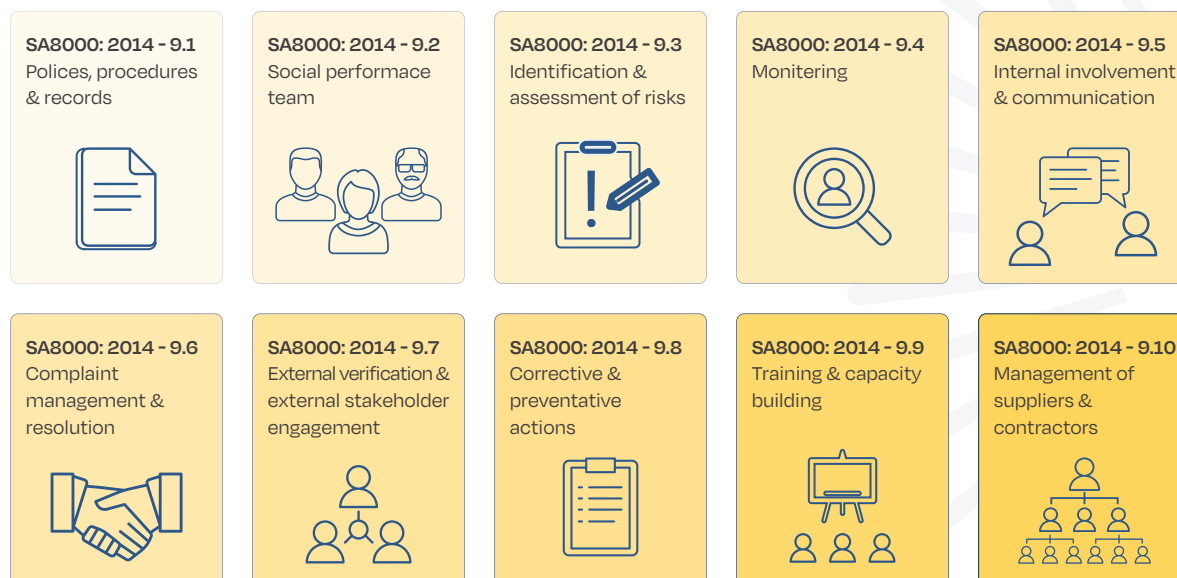 SA8000: 2014 - 9.1
Polices, procedures
& records
SA8000: 2014 - 9.2
Social performace
team
SA8000: 2014 - 9.3
Identification &
assessment of risks
SA8000: 2014 - 9.4
Monitering
SA8000: 2014 - 9.5
Internal involvement
& communication
SA8000: 2014 - 9.6
Complaint
management &
resolution
SA8000: 2014 - 9.7
External verification &
external stakeholder
engagement
SA8000: 2014 - 9.8
Corrective &
preventative
actions
SA8000: 2014 - 9.9
Training & capacity
building
SA8000: 2014 - 9.10
Management of
suppliers &
contractors